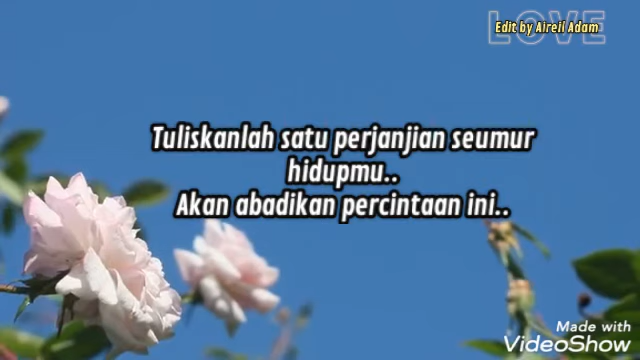 LOVE
Edit by Aireil Adam
Tuliskanlah satu perjanjian seumur
hidupmu..
Akan abadikan percintaan ini..
Made with
VideoShow